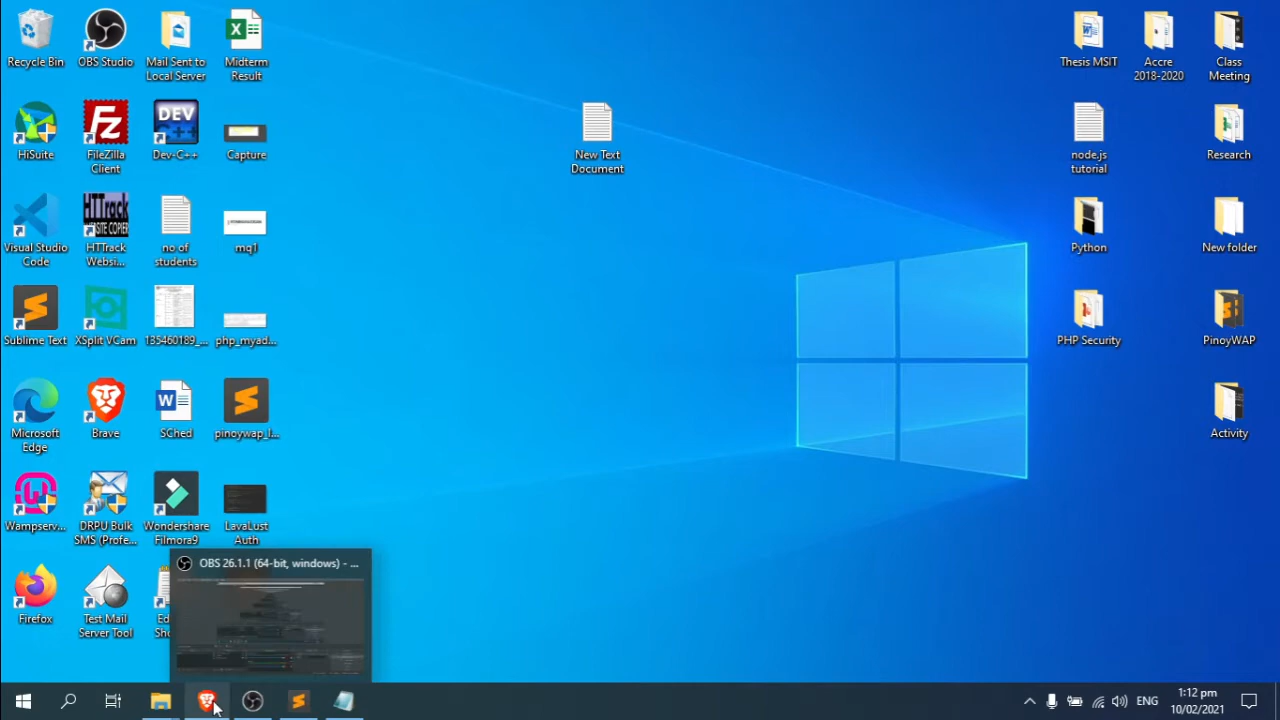 Recycle Bin
OBS Studio
Mail Sent to
Local Server
Midterm
Result
New Text
Document
Thesis MSIT
Accre
2018-2020
Class
Meeting
HiSuite
FileZilla
Client
DEV
C++
Dev-C++
Capture
node.js
tutorial
Research
Visual Studio
Code
HTTrack
HTTrack
Websi...
no of
students
mq1
Python
New folder
Sublime Text
XSplit VCam
135460189_...
php_myad...
PHP Security
PinoyWAP
Microsoft
Edge
Brave
SChed
pinoywap_l...
Activity
Wampserv...
DRPU Bulk
SMS (Profe...
Wondershare
Filmora9
LavaLust
Auth
Firefox
Test Mail
Server Tool
OBS 26.1.1 (64-bit, windows) - ...
ENG
1:12 pm
10/02/2021